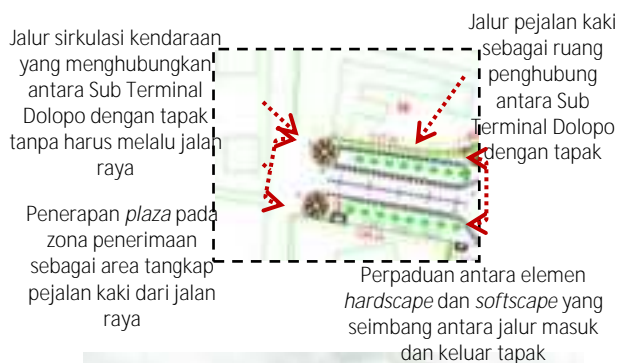 Jalur sirkulasi kendaraan
yang menghubungkan
antara Sub Terminal
Dolopo dengan tapak
tanpa harus melalu jalan
raya
Penerapan plaza pada
zona penerimaan
sebagai area tangkap
pejalan kaki dari jalan
raya
Jalur pejalan kaki
sebagai ruang
penghubung
antara Sub
Terminal Dolopo
dengan tapak
Perpaduan antara elemen
hardscape dan softscape yang
seimbang antara jalur masuk
dan keluar tapak